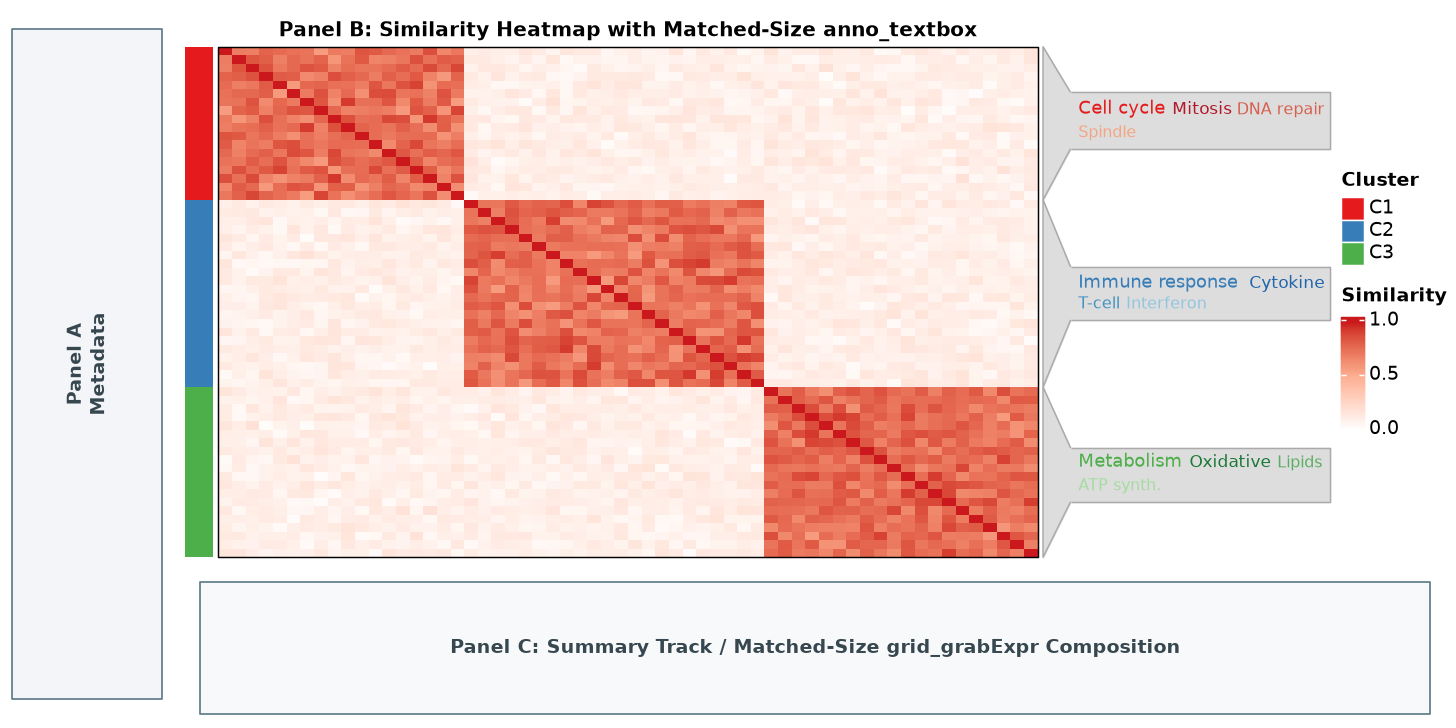 Panel B: Similarity Heatmap with Matched-Size anno_textbox
Panel A
Metadata
Cell cycle Mitosis DNA repair
Spindle
Immune response Cytokine
T-cell Interferon
Metabolism Oxidative Lipids
ATP synth.
Cluster
C1
C2
C3
Similarity
1.0
0.5
0.0
Panel C: Summary Track / Matched-Size grid_grabExpr Composition